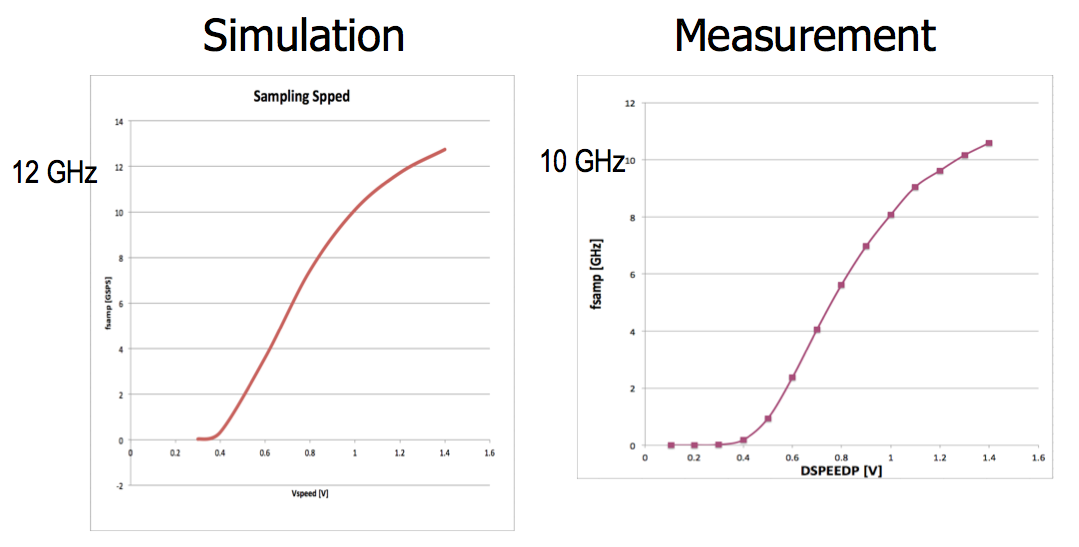 Simulation
Measurement
Sampling Spped
14
12 GHz
12
10
8
6
4
2
0
-2
fsamp [GSPS]
0 0.2 0.4 0.6 0.8 1 1.2 1.4 1.6
Vspeed [V]
12
10 GHz
10
8
6
4
2
0
fsamp [GHz]
0 0.2 0.4 0.6 0.8 1 1.2 1.4 1.6
DSPEEDP [V]